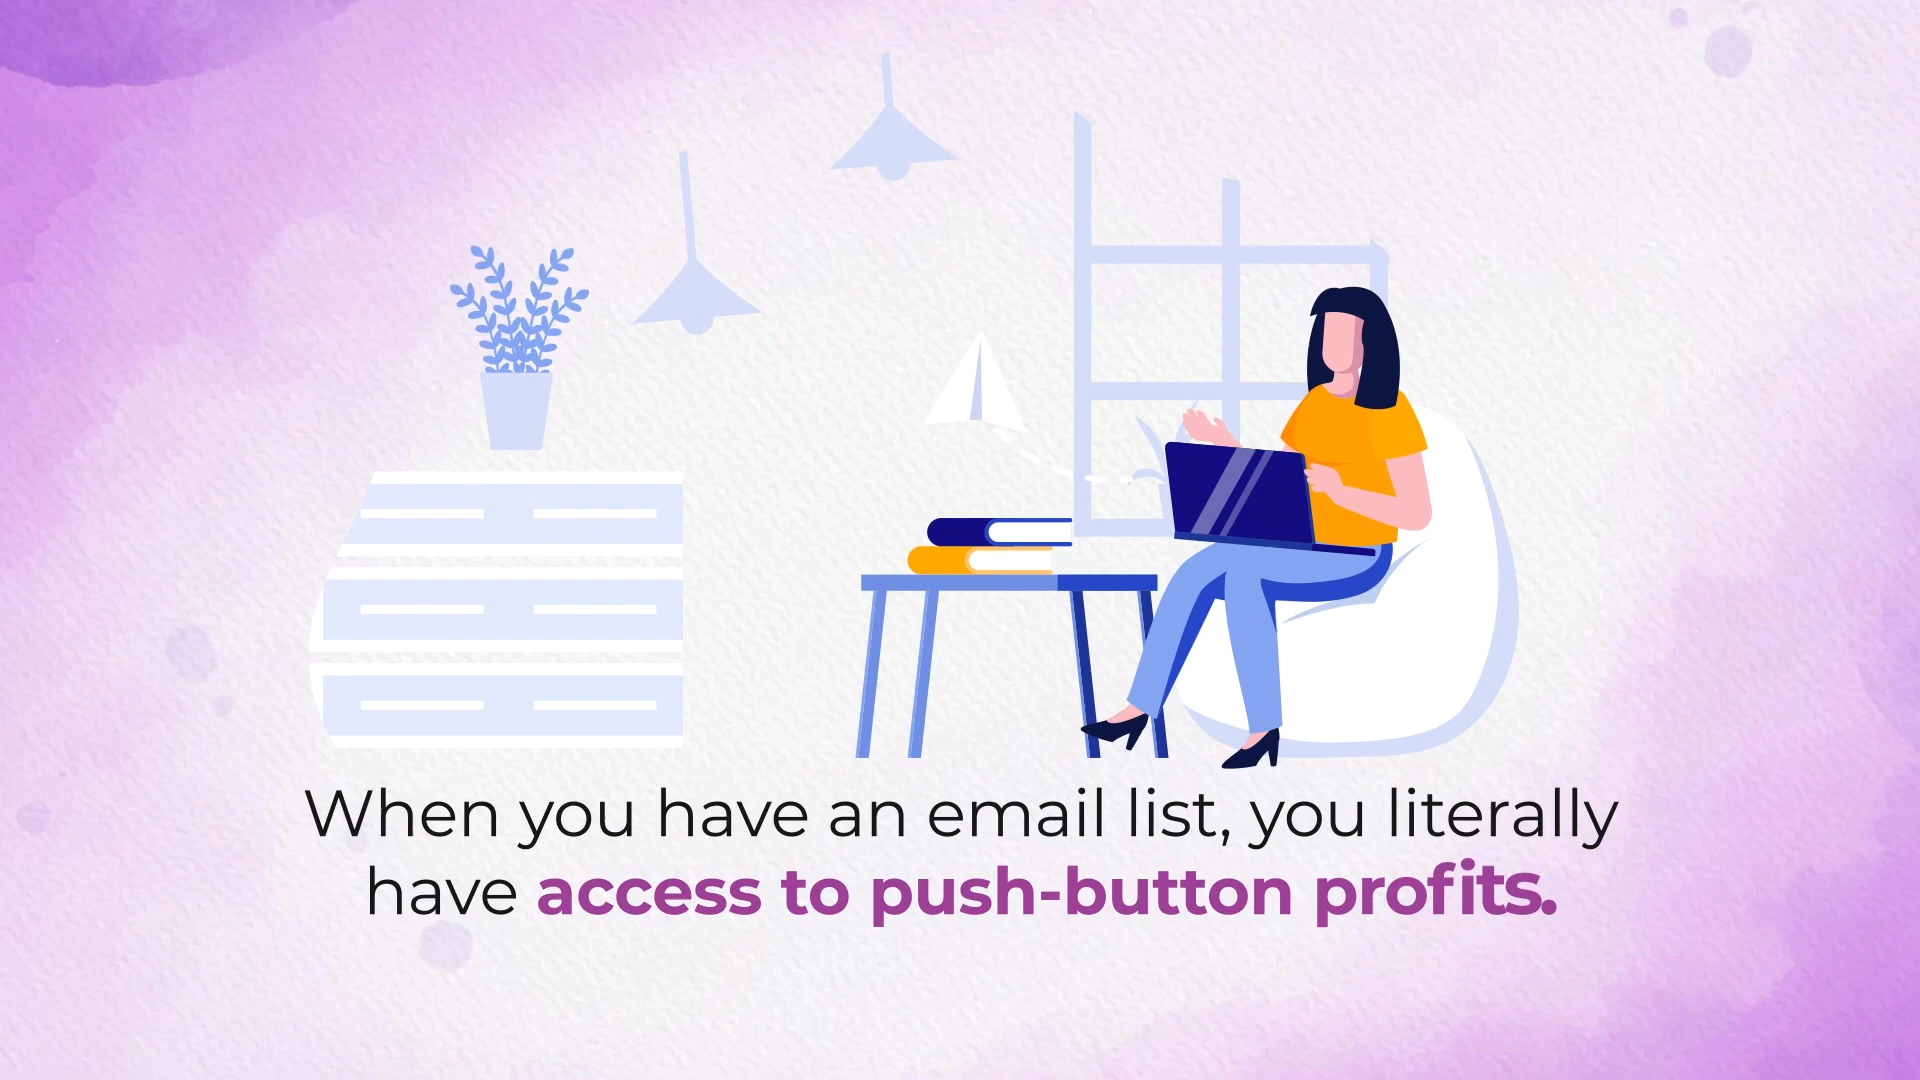 When you have an email list, you literally
have access to push-button profits.